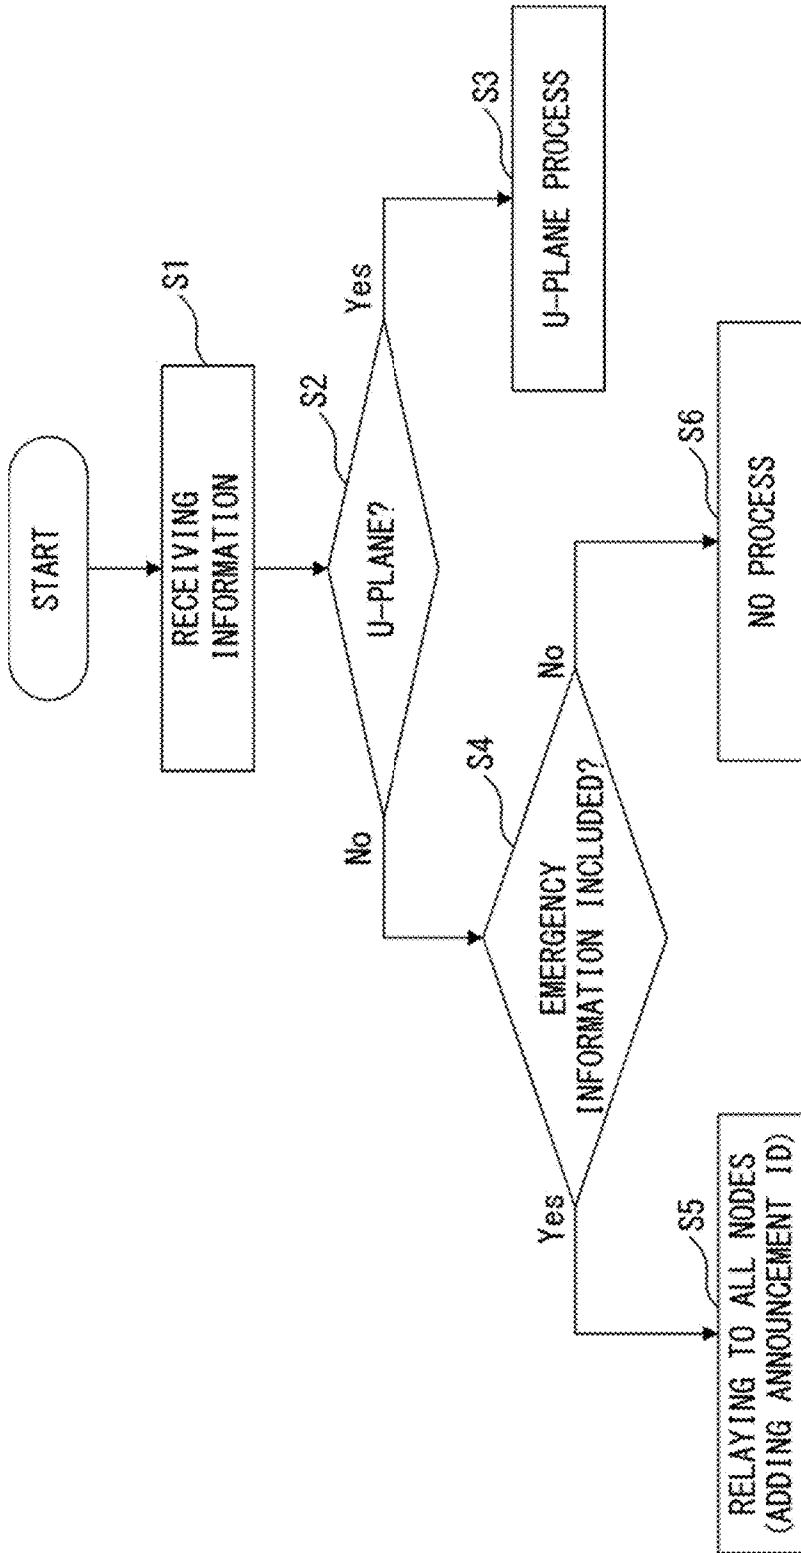 START
S1
RECEIVING
INFORMATION
S2
U-PLANE?
Yes
S3
U-PLANE PROCESS
No
S4
EMERGENCY
INFORMATION INCLUDED?
Yes
No
S5
RELAYING TO ALL NODES
(ADDING ANNOUNCEMENT ID)
S6
NO PROCESS